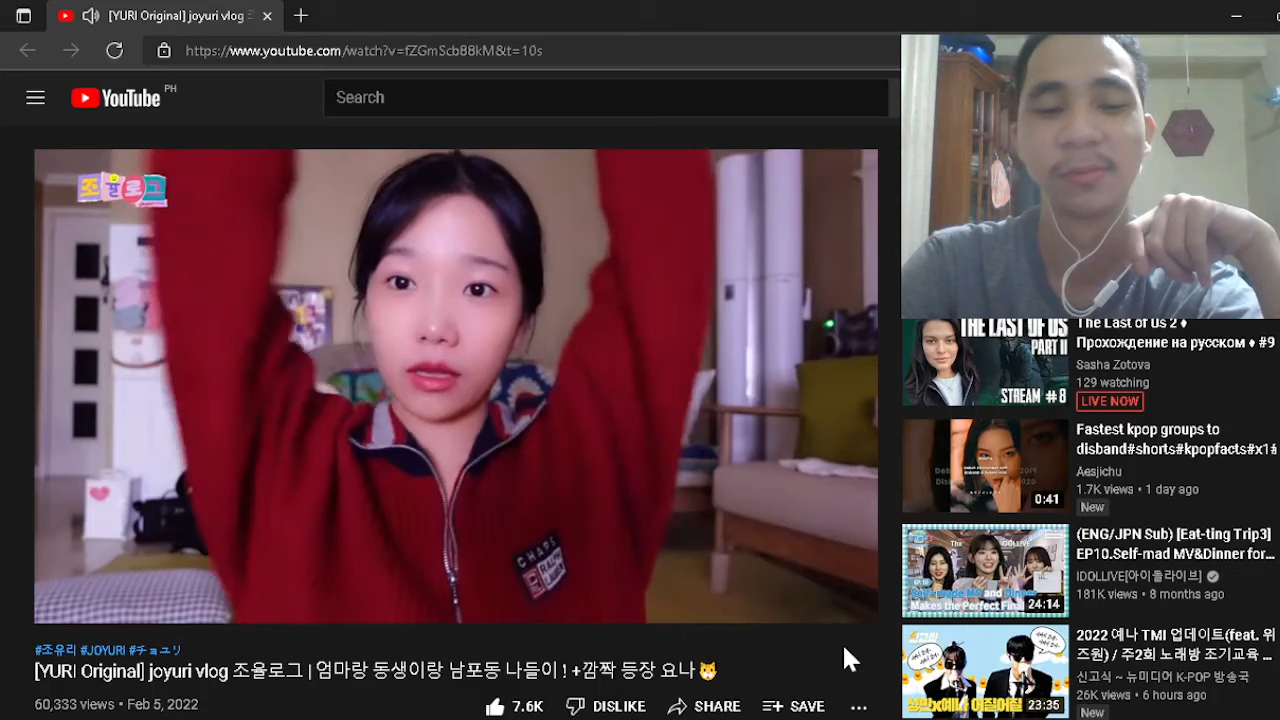 [YURI Original] joyuri vlog
https://www.youtube.com/watch?v=fZGmScb88kM&t=10s
YouTube PH
Search
조율로그
CHAPS
#조유리 #JOYURI #チョユリ
[YURI Original] joyuri vlog 조율로그 | 엄마랑 동생이랑 남포동 나들이 ! +깜짝 등장 요나
60,333 views • Feb 5, 2022
7.6K
DISLIKE
SHARE
SAVE
THE LAST OF US
PART II
STREAM #8
The Last of Us 2 ♦
Прохождение на русском ♦ #9
Sasha Zotova
129 watching
LIVE NOW
0:41
Fastest kpop groups to
disband#shorts#kpopfacts#x1#
Aesjichu
1.7K views • 1 day ago
New
Makes the Perfect Final
24:14
(ENG/JPN Sub) [Eat-ting Trip3]
EP10.Self-mad MV&Dinner for...
IDOLLIVE[아이돌라이브]
181K views • 8 months ago
23:35
2022 예나 TMI 업데이트(feat. 위
즈원) / 주2회 노래방 조기교육 ...
신고식 ~ 뉴미디어 K-POP 방송국
26K views • 6 hours ago
New